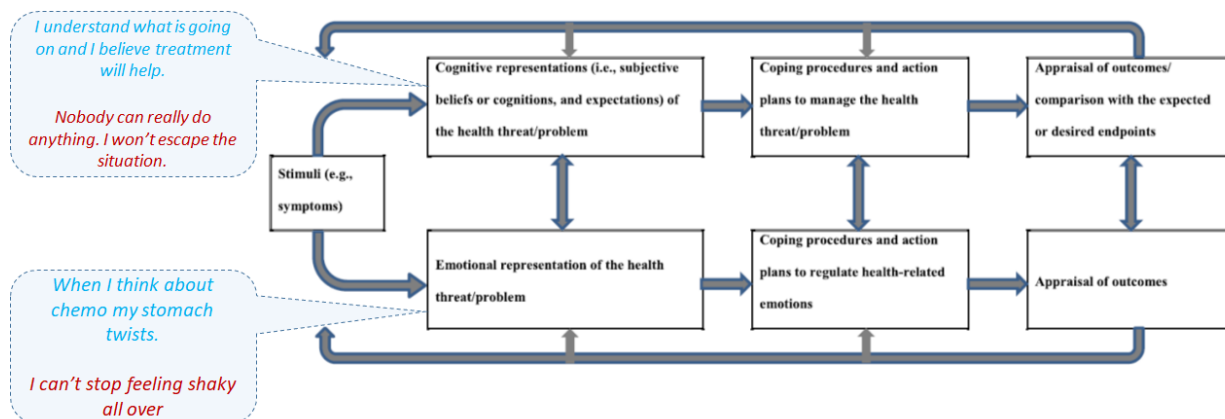 I understand what is going
on and I believe treatment
will help.
Nobody can really do
anything. I won't escape the
situation.
Cognitive representations (i.e., subjective
beliefs or cognitions, and expectations) of
the health threat/problem
Coping procedures and action
plans to manage the health
threat/problem
Appraisal of outcomes/
comparison with the expected
or desired endpoints
Stimuli (e.g.,
symptoms)
When I think about
chemo my stomach
twists.
I can't stop feeling shaky
all over
Emotional representation of the health
threat/problem
Coping procedures and action
plans to regulate health-related
emotions
Appraisal of outcomes